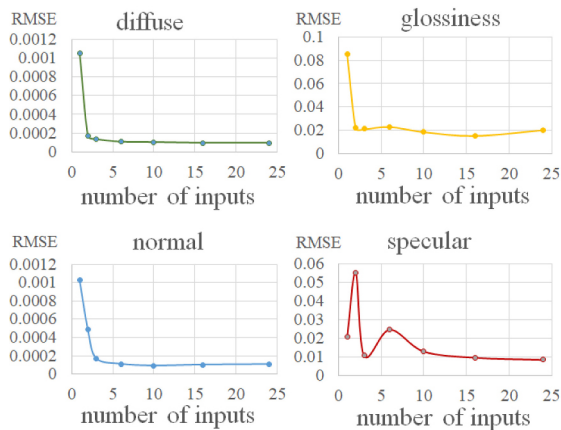 RMSE
diffuse
0.0012
0.001
0.0008
0.0006
0.0004
0.0002
0
0 5 10 15 20 25
number of inputs
RMSE
glossiness
0.1
0.08
0.06
0.04
0.02
0
0 5 10 15 20 25
number of inputs
RMSE
normal
0.0012
0.001
0.0008
0.0006
0.0004
0.0002
0
0 5 10 15 20 25
number of inputs
RMSE
specular
0.06
0.05
0.04
0.03
0.02
0.01
0
0 5 10 15 20 25
number of inputs